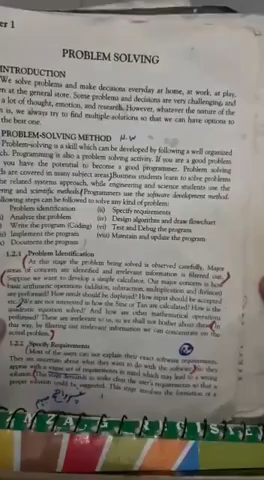 er 1
PROBLEM SOLVING
INTRODUCTION
We solve problems and make decisions everyday at home, at work, at play,
n at the general store. Some problems and decisions are very challenging, and
a lot of thought, emotion, and research. However, whatever the nature of the
is, we always try to find multiple solutions so that we can have options to
the best one.
PROBLEM-SOLVING METHOD H.W
Problem-solving is a skill which can be developed by following a well organized
ch. Programming is also a problem solving activity. If you are a good problem
you have the potential to become a good programmer. Problem solving
ds are covered in many subject areas. Business students learn to solve problems
related systems approach, while engineering and science students use the
ering and scientific methods. Programmers use the software development method.
ollowing steps can be followed to solve any kind of problem:
Problem identification (ii) Specify requirements
Analyze the problem (iv) Design algorithm and draw flowchart
Write the program (Coding) (vi) Test and Debug the program
Implement the program (viii) Maintain and update the program
Document the program
1.2.1 Problem Identification
At this stage the problem being solved is observed carefully. Major
areas of concern are identified and irrelevant information is filtered out.
Suppose we want to develop a simple calculator. Our major concern is how
basic arithmetic operations (addition, subtraction, multiplication and division)
are performed? How result should be displayed? How input should be accepted
We are not interested in how the Sine or Tan are calculated? How is the
quadratic equation solved? And how are other mathematical operations
performed? These are irrelevant to us, so we shall not bother about these. In
this way, by filtering out irrelevant information we can concentrate on the
actual problem.
1.2.2 Specify Requirements
Most of the users can not explain their exact software requirements.
They are uncertain about what they want to do with the software. So they
appear with a vague set of requirements in mind which may lead to a wrong
solution. This stage demands to make clear the user's requirements so that a
proper solution could be suggested. This stage involves the formation of a